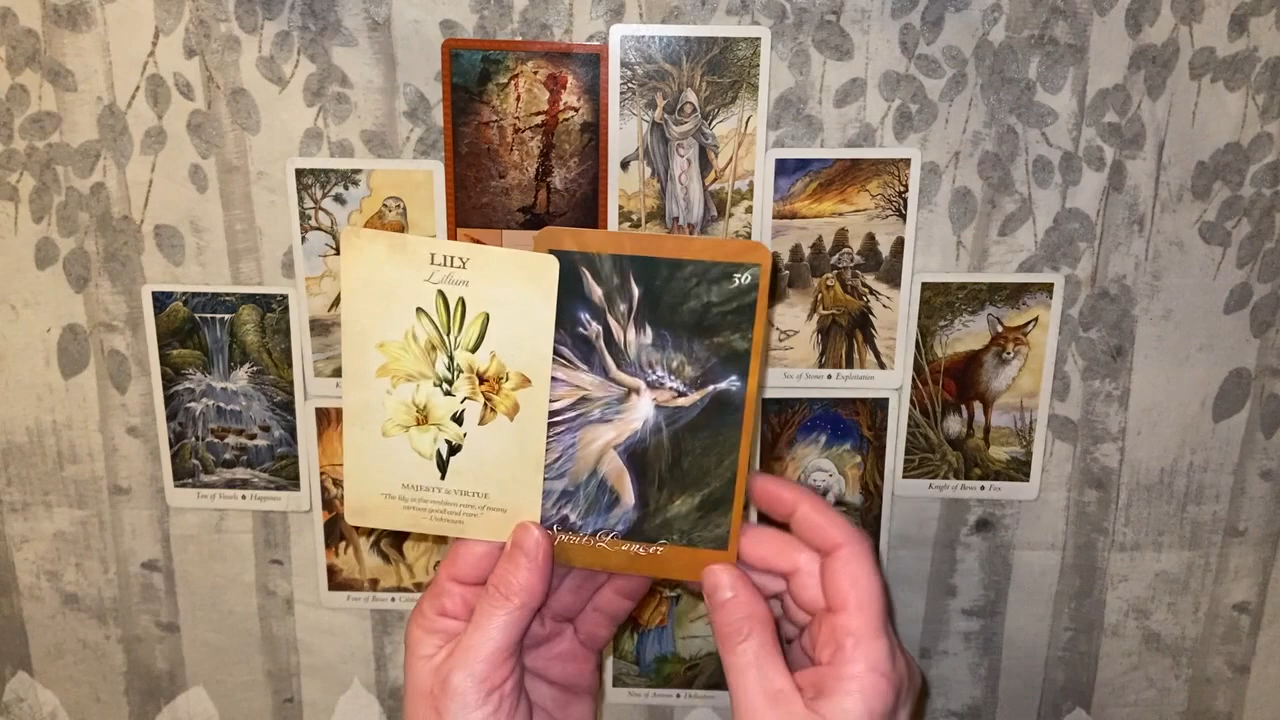 LILY
Lilium
MAJESTY & VIRTUE
"The lily is the emblem rare, of many
virtues good and rare."
— Unknown
36
Spirit Dancer
Six of Stones Exploitation
Ten of Vessels Happiness
Knight of Bows Fox
Four of Bows
Nine of Arrows Dedication